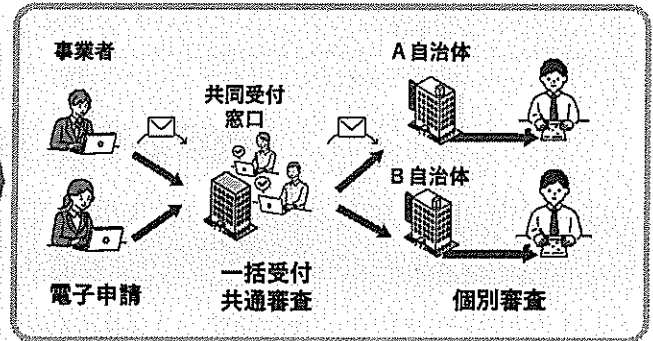 事業者
電子申請
共同受付
窓口
一括受付
共通審査
A自治体
B自治体
個別審査